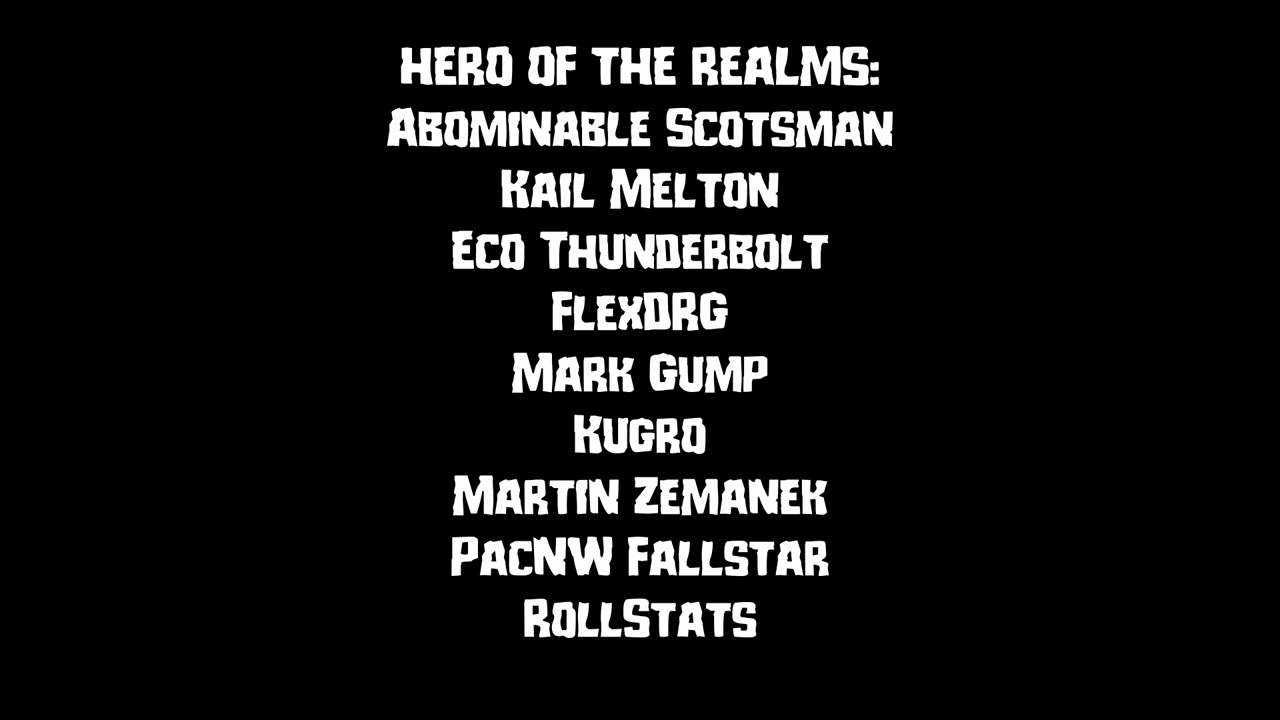 HERO OF THE REALMS:
Abominable Scotsman
Kail Melton
Eco Thunderbolt
FlexDRG
Mark Gump
Kugro
Martin Zemanek
PacNW Fallstar
RollStats